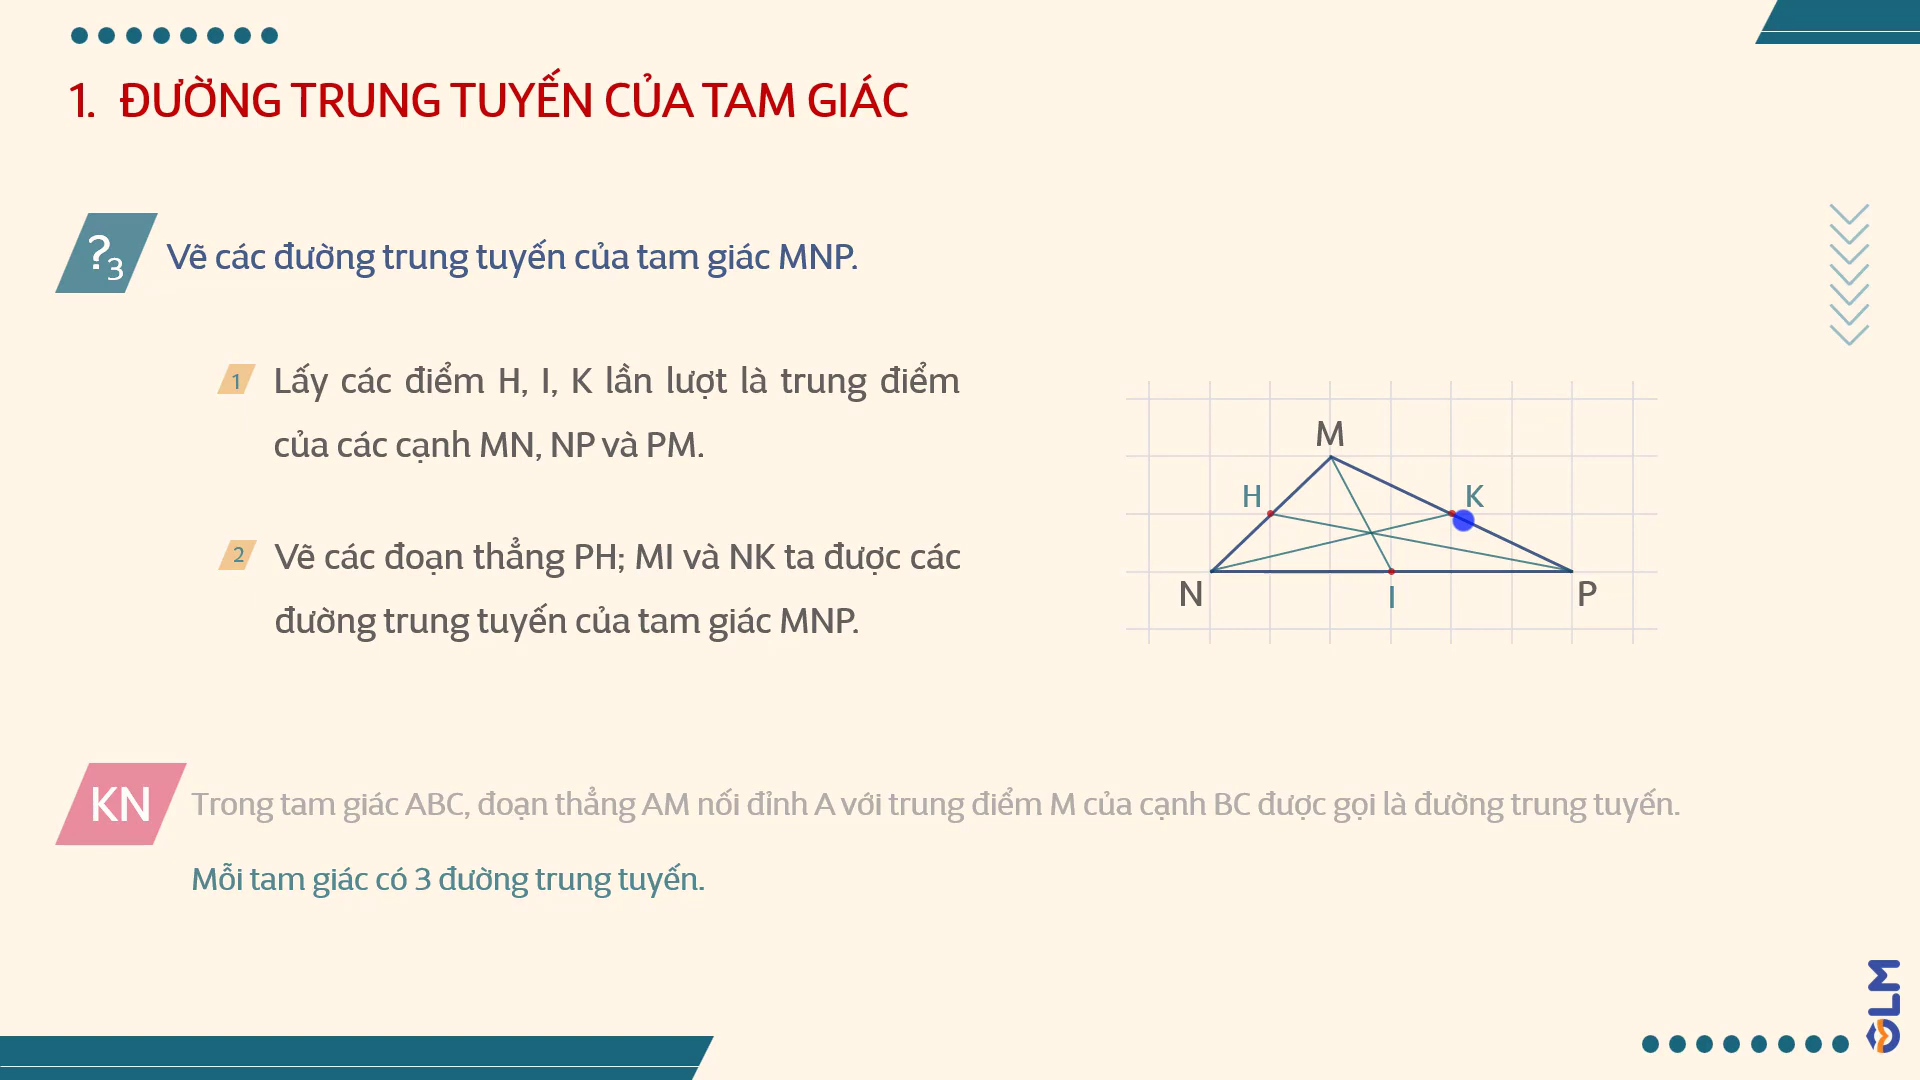 1. ĐƯỜNG TRUNG TUYẾN CỦA TAM GIÁC
?3 Vẽ các đường trung tuyến của tam giác MNP.
1 Lấy các điểm H, I, K lần lượt là trung điểm
của các cạnh MN, NP và PM.
2 Vẽ các đoạn thẳng PH; MI và NK ta được các
đường trung tuyến của tam giác MNP.
M
H
K
N
I
P
KN Trong tam giác ABC, đoạn thẳng AM nối đỉnh A với trung điểm M của cạnh BC được gọi là đường trung tuyến.
Mỗi tam giác có 3 đường trung tuyến.
OLM